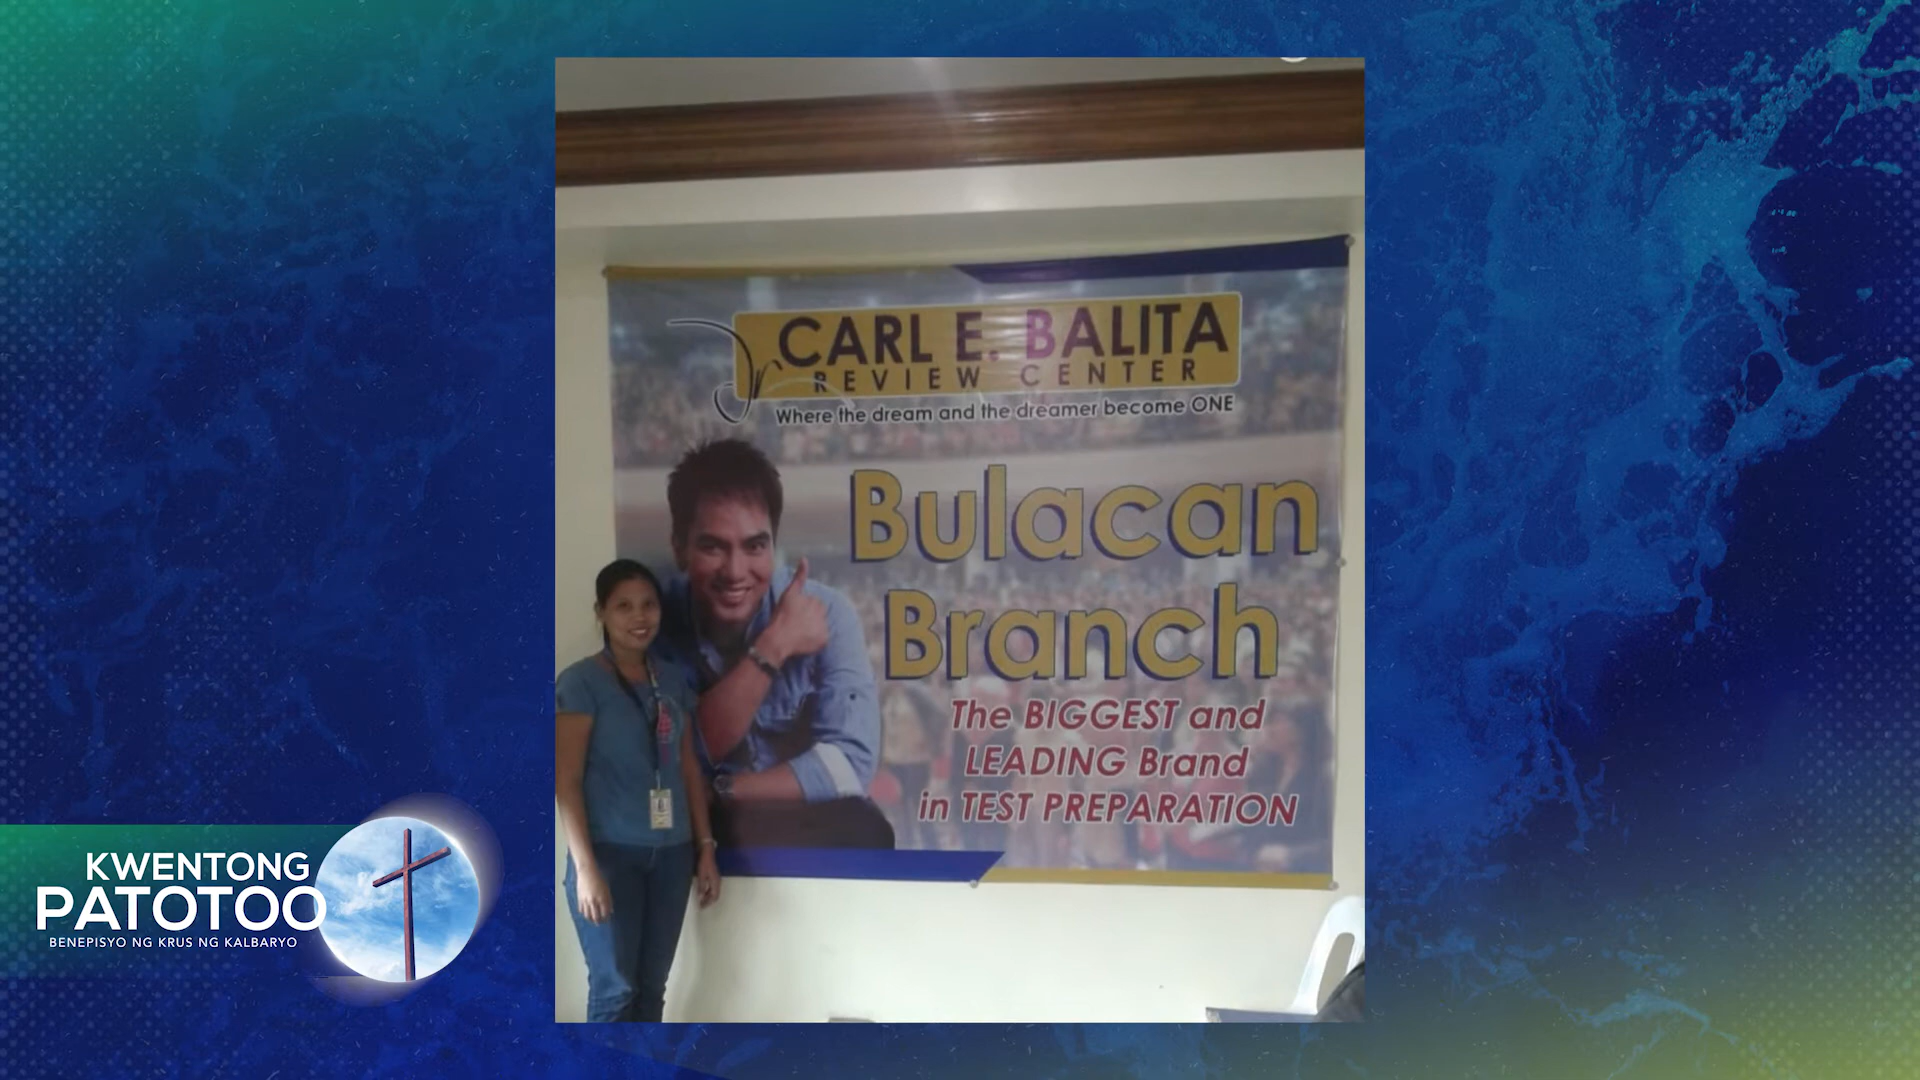 Dr. CARL E. BALITA
REVIEW CENTER
Where the dream and the dreamer become ONE
Bulacan
Branch
The BIGGEST and
LEADING Brand
in TEST PREPARATION
KWENTONG
PATOTOO
BENEPISYO NG KRUS NG KALBARYO